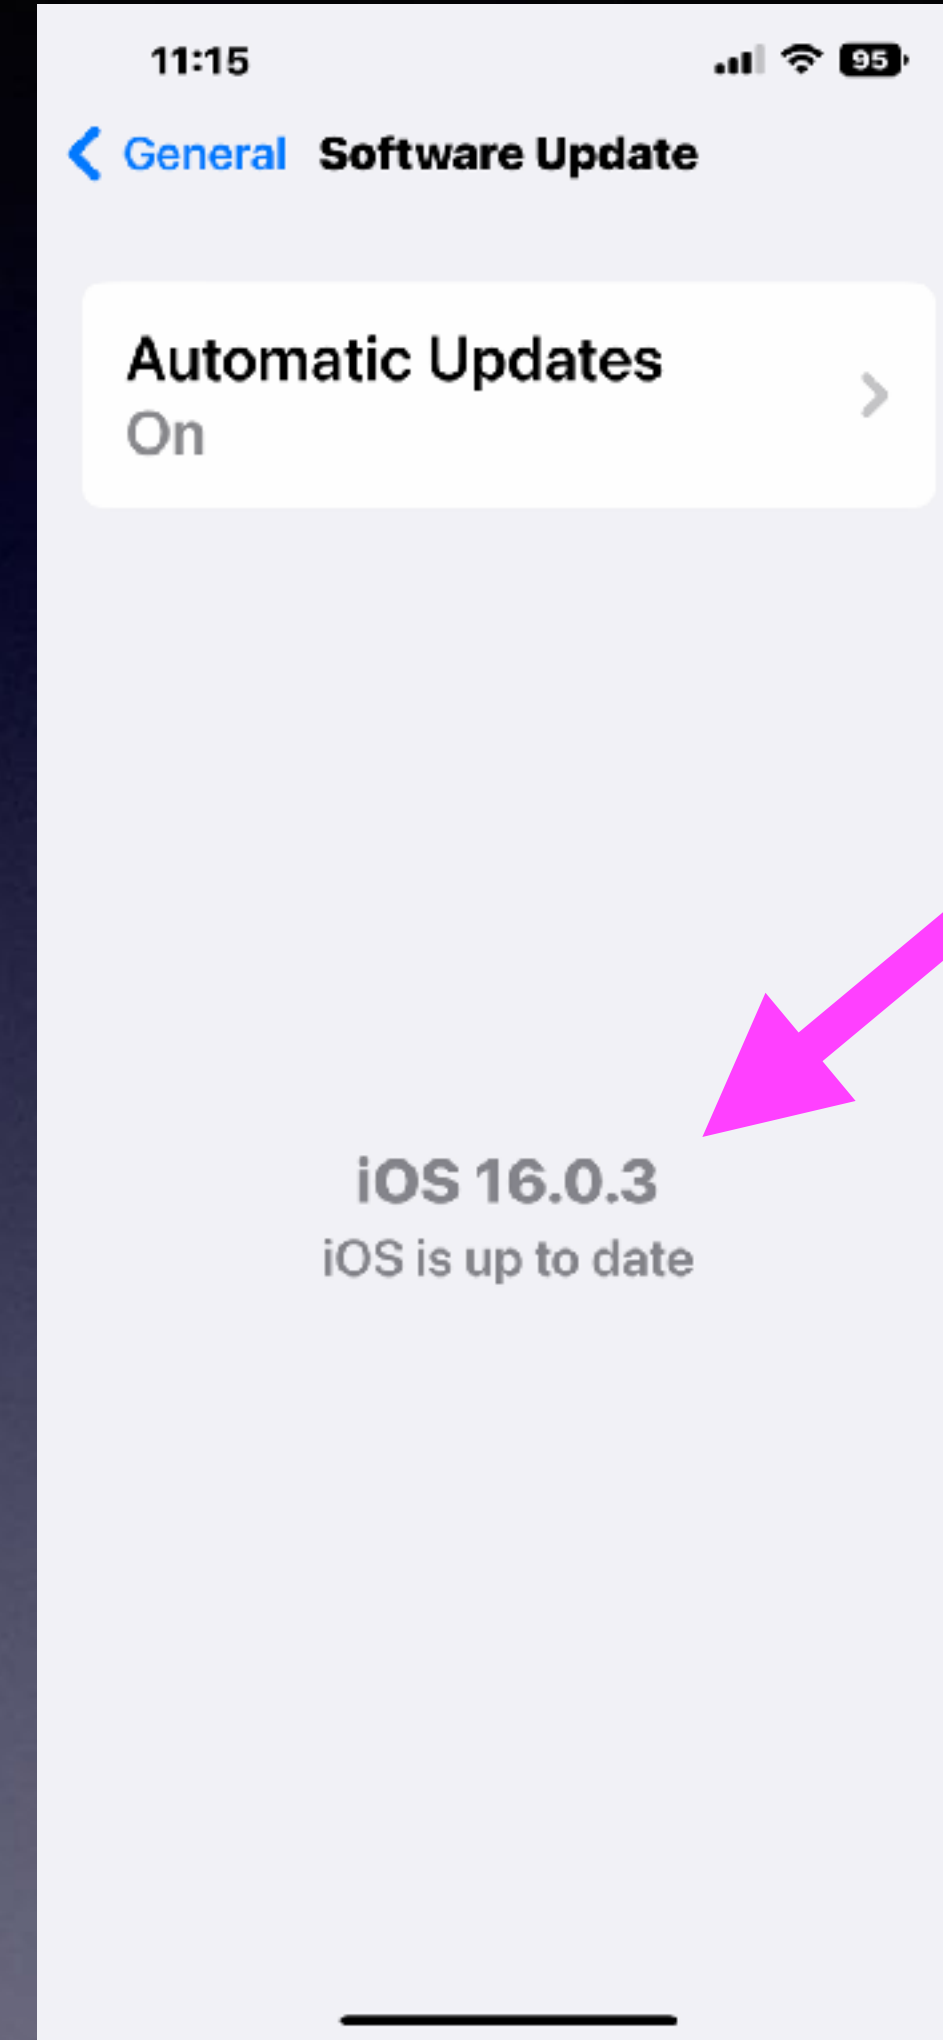 11:15 95
General Software Update
Automatic Updates
On
iOS 16.0.3
iOS is up to date